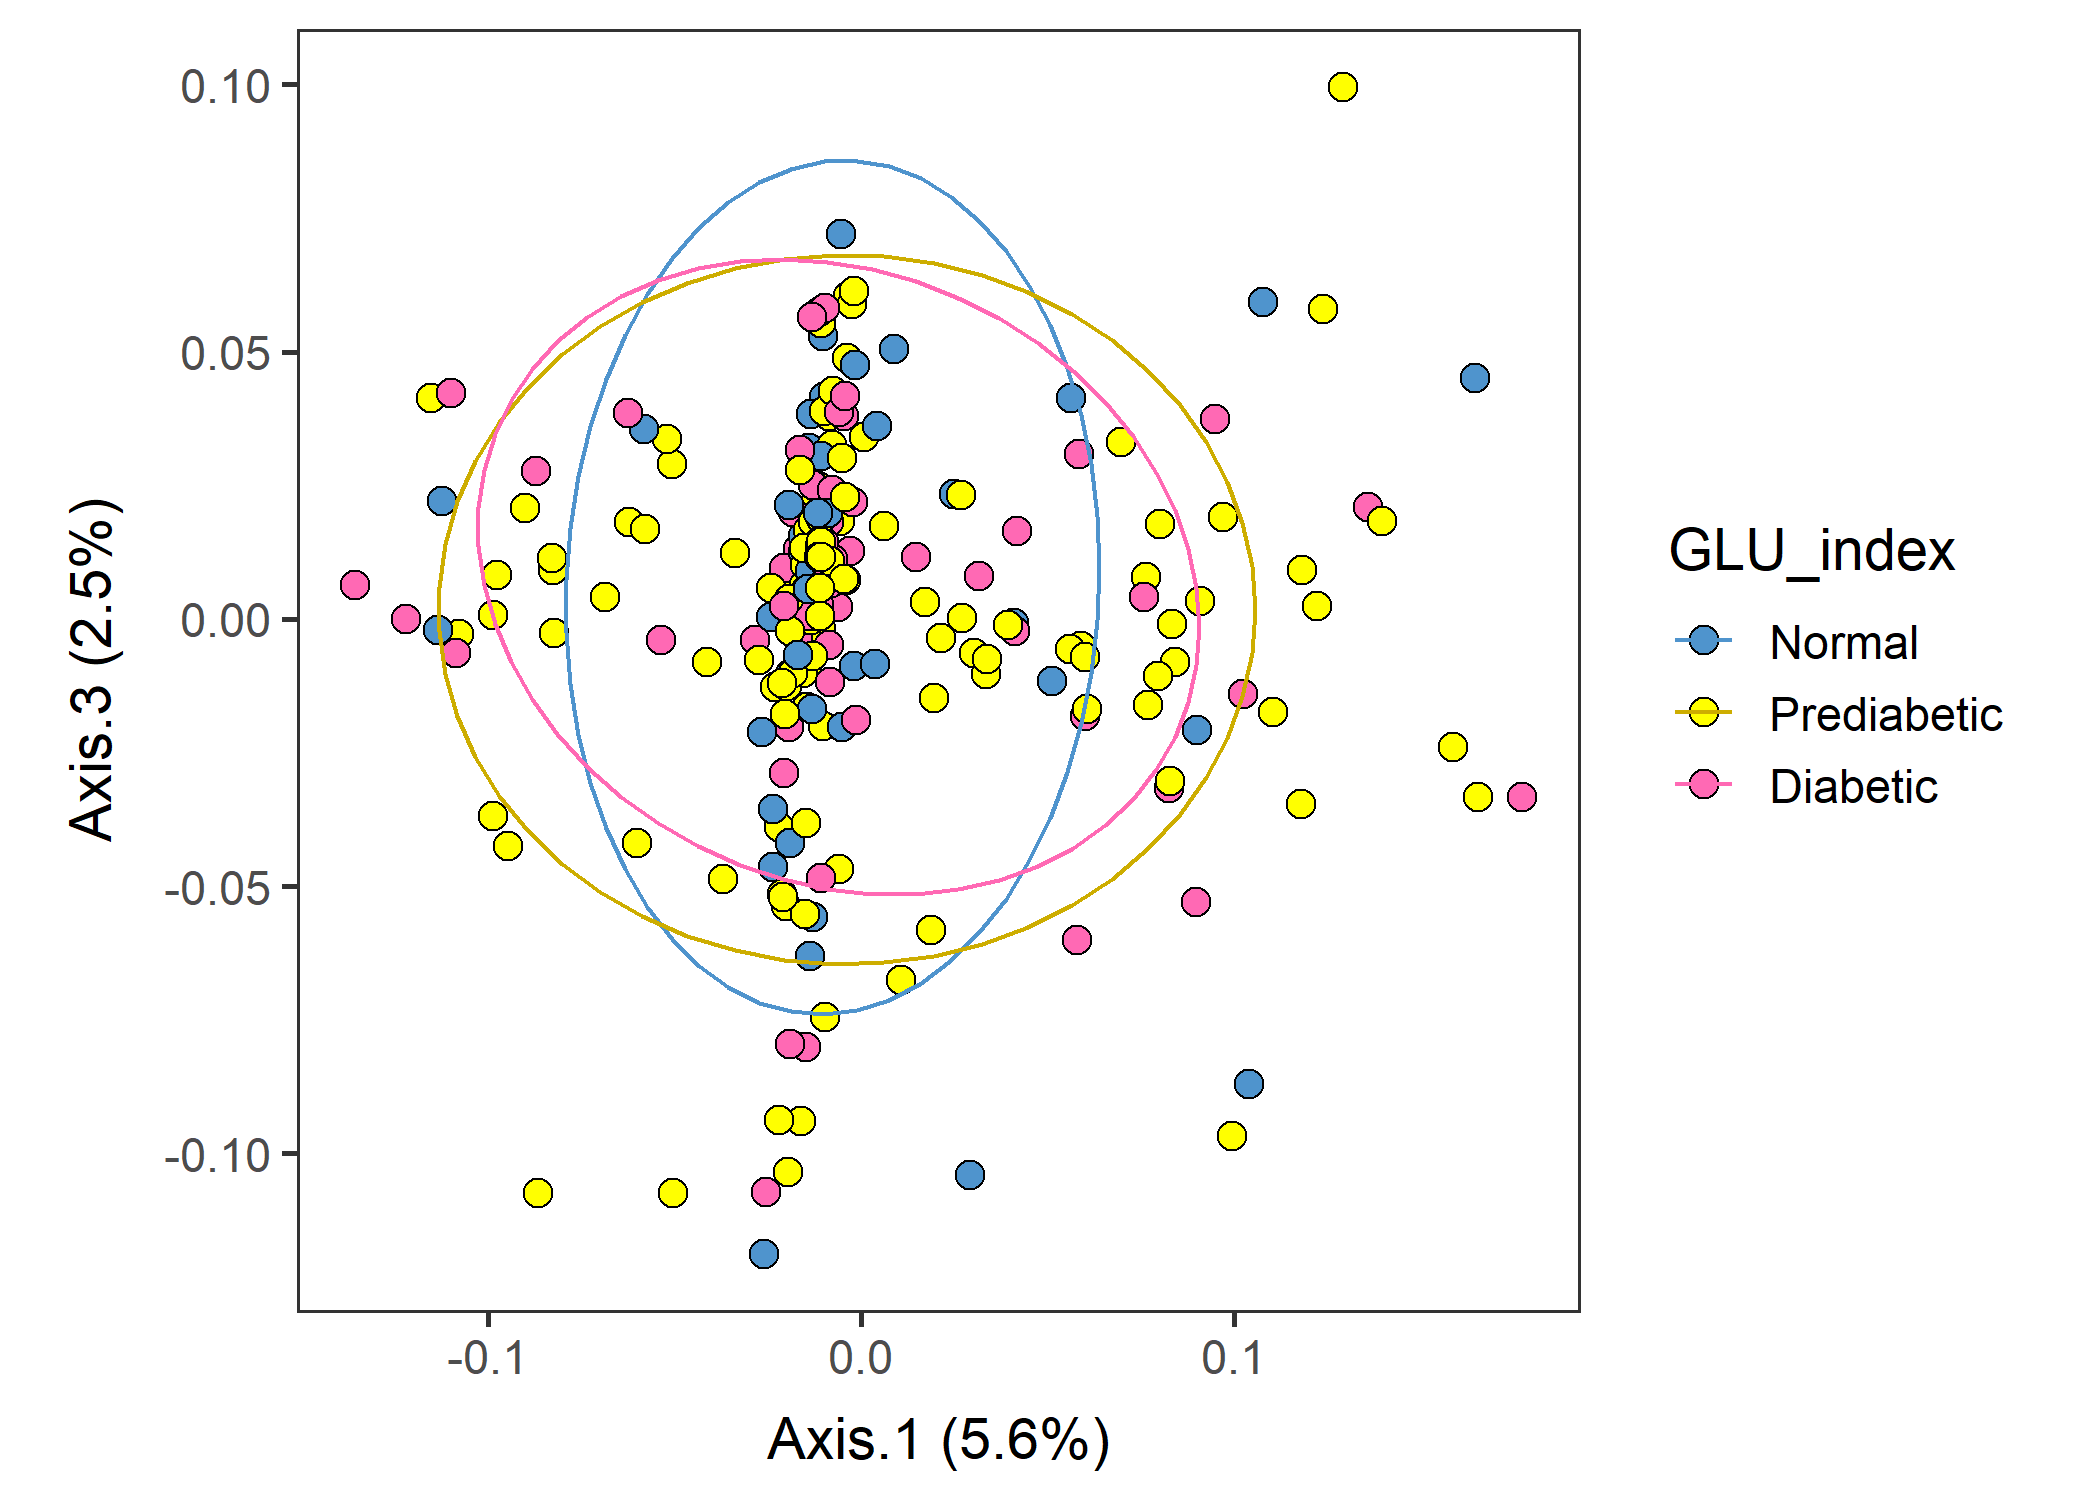 0.10
0.05
0.00
-0.05
-0.10
Axis.3 (2.5%)
-0.1
0.0
0.1
Axis.1 (5.6%)
GLU_index
Normal
Prediabetic
Diabetic